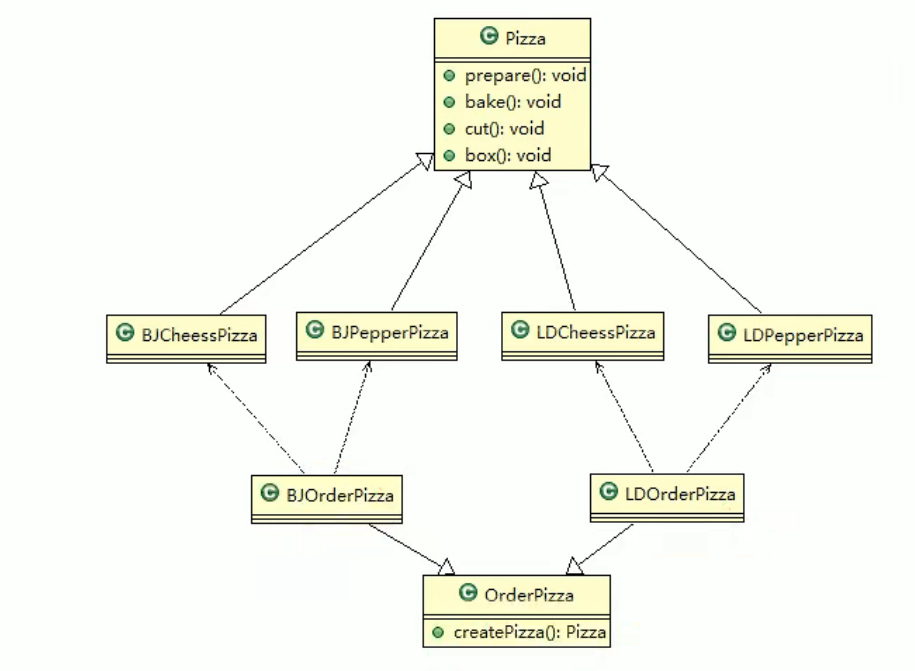 Pizza
prepare(): void
bake(): void
cut(): void
box(): void
BJCheessPizza
BJPepperPizza
LDCheessPizza
LDPepperPizza
BJOrderPizza
LDOrderPizza
OrderPizza
createPizza(): Pizza